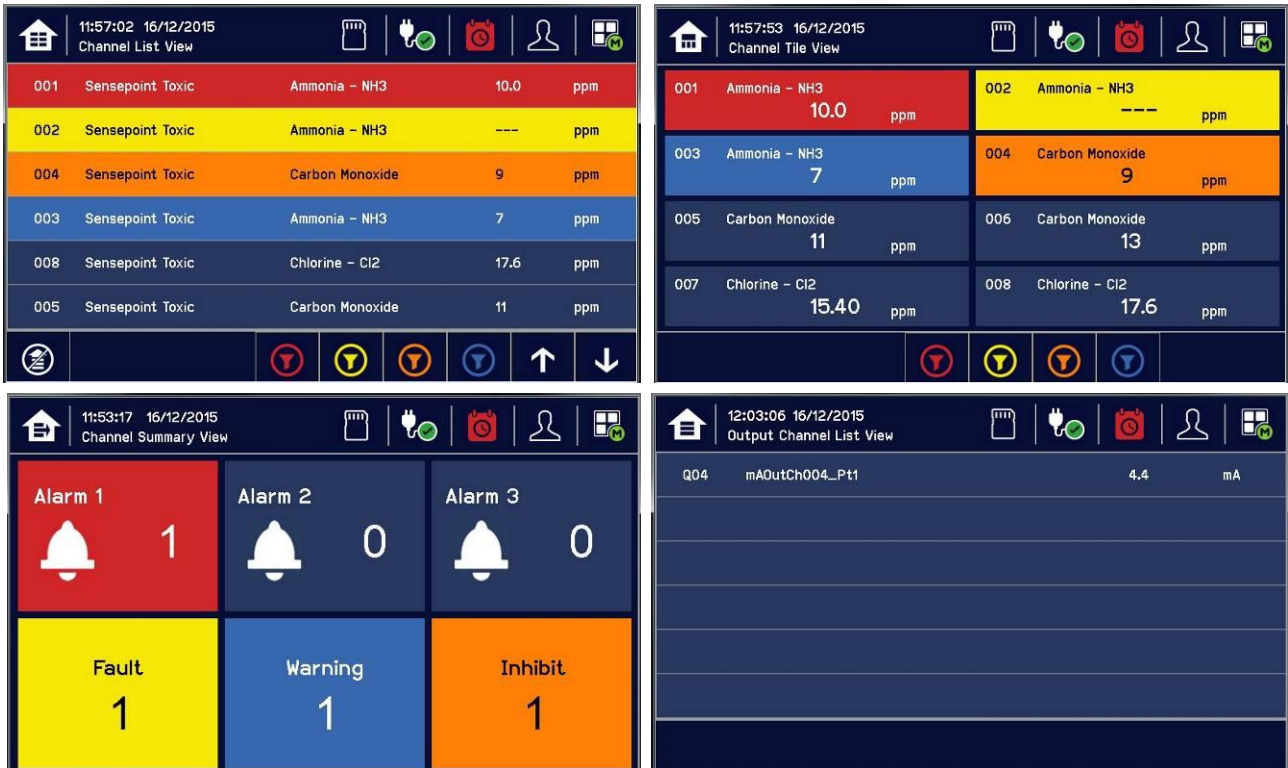 11:57:02 16/12/2015
Channel List View
001 Sensepoint Toxic Ammonia - NH3 10.0 ppm
002 Sensepoint Toxic Ammonia - NH3 --- ppm
004 Sensepoint Toxic Carbon Monoxide 9 ppm
003 Sensepoint Toxic Ammonia - NH3 7 ppm
008 Sensepoint Toxic Chlorine - Cl2 17.6 ppm
005 Sensepoint Toxic Carbon Monoxide 11 ppm
M
11:57:53 16/12/2015
Channel Tile View
M
001 Ammonia - NH3
10.0 ppm
002 Ammonia - NH3
--- ppm
003 Ammonia - NH3
7 ppm
004 Carbon Monoxide
9 ppm
005 Carbon Monoxide
11 ppm
006 Carbon Monoxide
13 ppm
007 Chlorine - Cl2
15.40 ppm
008 Chlorine - Cl2
17.6 ppm
11:53:17 16/12/2015
Channel Summary View
M
Alarm 1
1
Alarm 2
0
Alarm 3
0
Fault
1
Warning
1
Inhibit
1
12:03:06 16/12/2015
Output Channel List View
M
Q04 mAOutCh004_Pt1 4.4 mA